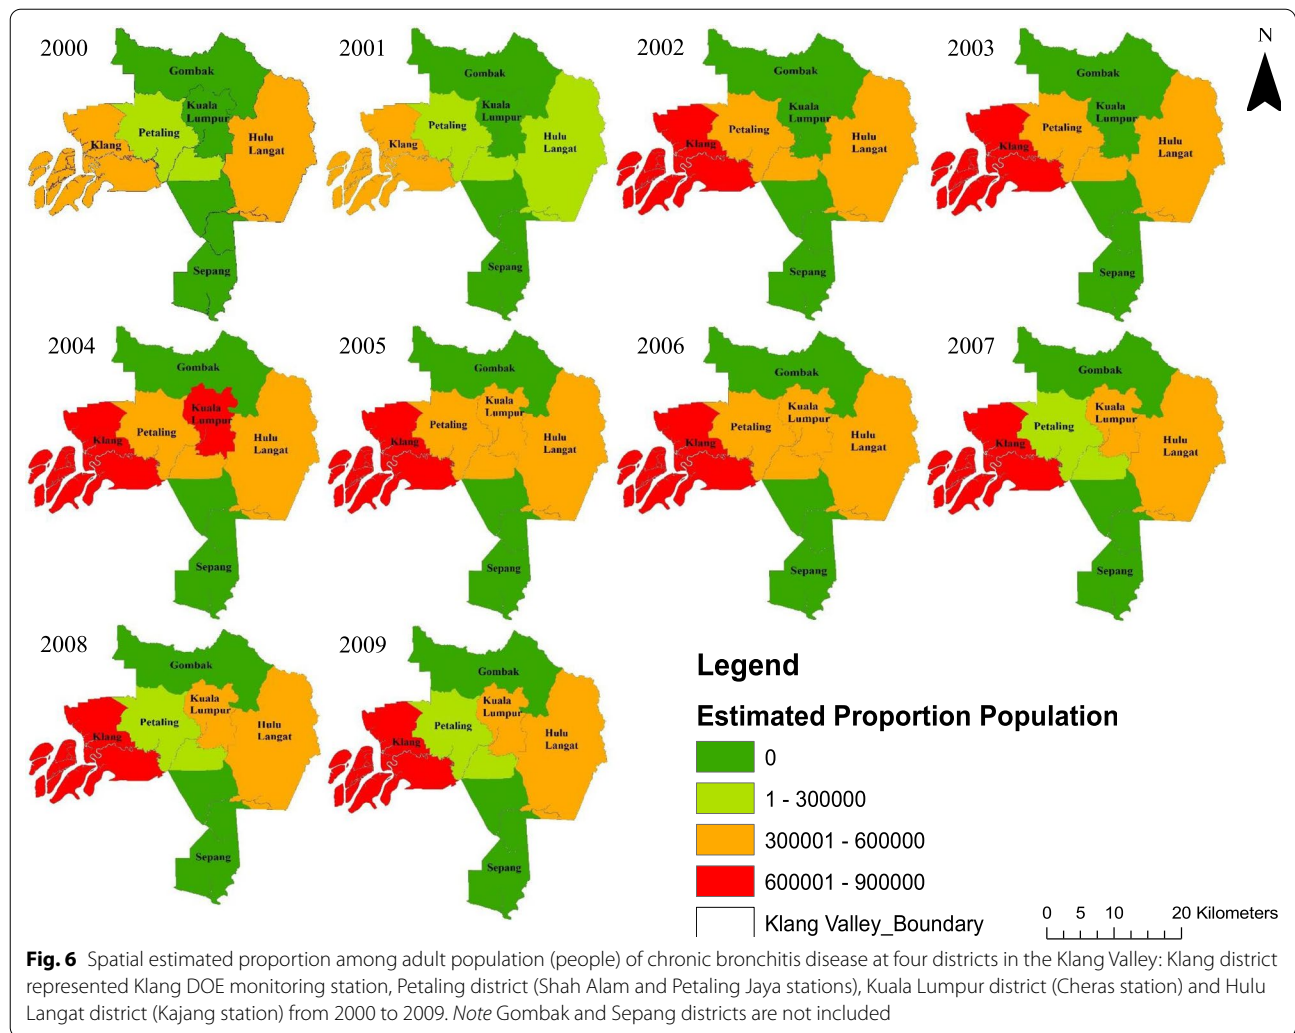 2000
Gombak
Kuala
Lumpur
Petaling
Klang
Hulu
Langat
Sepang
2001
Gombak
Kuala
Lumpur
Petaling
Klang
Hulu
Langat
Sepang
2002
Gombak
Kuala
Lumpur
Petaling
Klang
Hulu
Langat
Sepang
2003
Gombak
Kuala
Lumpur
Petaling
Klang
Hulu
Langat
Sepang
N
2004
Gombak
Kuala
Lumpur
Petaling
Klang
Hulu
Langat
Sepang
2005
Gombak
Kuala
Lumpur
Petaling
Klang
Hulu
Langat
Sepang
2006
Gombak
Kuala
Lumpur
Petaling
Klang
Hulu
Langat
Sepang
2007
Gombak
Kuala
Lumpur
Petaling
Klang
Hulu
Langat
Sepang
2008
Gombak
Kuala
Lumpur
Petaling
Klang
Hulu
Langat
Sepang
2009
Gombak
Kuala
Lumpur
Petaling
Klang
Hulu
Langat
Sepang
Legend
Estimated Proportion Population
0
1 - 300000
300001 - 600000
600001 - 900000
Klang Valley_Boundary
0 5 10 20 Kilometers
Fig. 6 Spatial estimated proportion among adult population (people) of chronic bronchitis disease at four districts in the Klang Valley: Klang district
represented Klang DOE monitoring station, Petaling district (Shah Alam and Petaling Jaya stations), Kuala Lumpur district (Cheras station) and Hulu
Langat district (Kajang station) from 2000 to 2009. Note Gombak and Sepang districts are not included